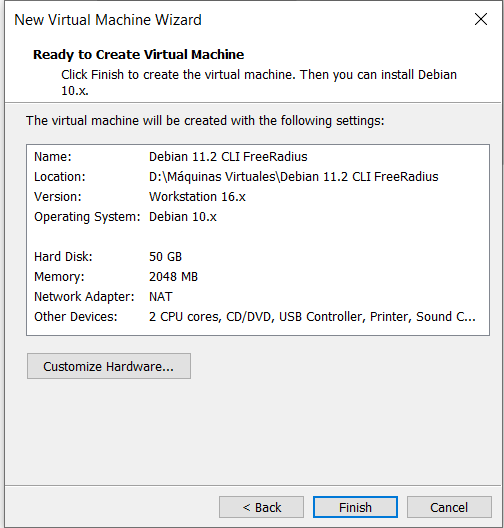 New Virtual Machine Wizard
Ready to Create Virtual Machine
Click Finish to create the virtual machine. Then you can install Debian
10.x.
The virtual machine will be created with the following settings:
Name: Debian 11.2 CLI FreeRadius
Location: D:\Máquinas Virtuales\Debian 11.2 CLI FreeRadius
Version: Workstation 16.x
Operating System: Debian 10.x
Hard Disk: 50 GB
Memory: 2048 MB
Network Adapter: NAT
Other Devices: 2 CPU cores, CD/DVD, USB Controller, Printer, Sound C...
Customize Hardware...
< Back Finish Cancel